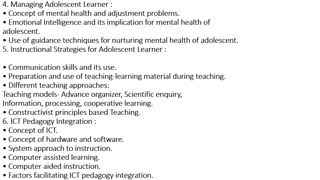 4. Managing Adolescent Learner :
• Concept of mental health and adjustment problems.
• Emotional Intelligence and its implication for mental health of
adolescent.
• Use of guidance techniques for nurturing mental health of adolescent.
5. Instructional Strategies for Adolescent Learner :
• Communication skills and its use.
• Preparation and use of teaching-learning material during teaching.
• Different teaching approaches:
Teaching models- Advance organizer, Scientific enquiry,
Information, processing, cooperative learning.
• Constructivist principles based Teaching.
6. ICT Pedagogy Integration :
• Concept of ICT.
• Concept of hardware and software.
• System approach to instruction.
• Computer assisted learning.
• Computer aided instruction.
• Factors facilitating ICT pedagogy integration.